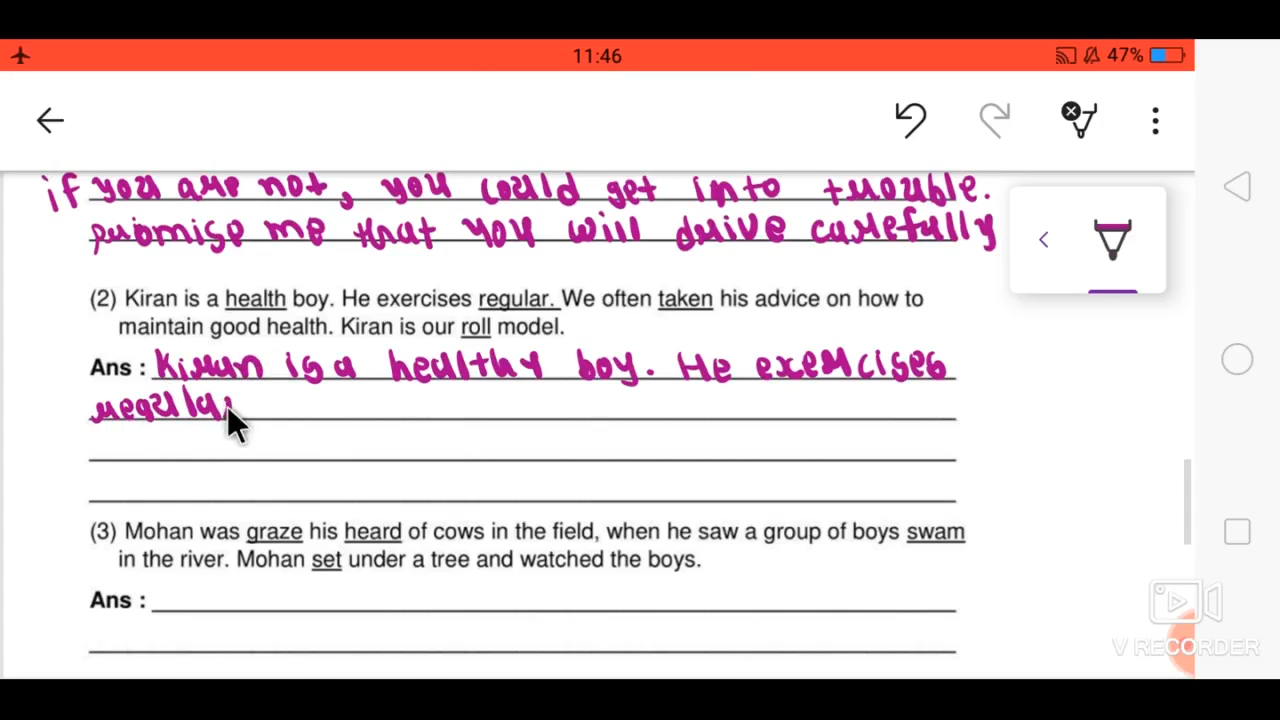 11:46
47%
if you are not, you could get into trouble.
promise me that you will drive carefully
(2) Kiran is a health boy. He exercises regular. We often taken his advice on how to
maintain good health. Kiran is our roll model.
Ans : Kiran is a healthy boy. He exercises
regular
(3) Mohan was graze his heard of cows in the field, when he saw a group of boys swam
in the river. Mohan set under a tree and watched the boys.
Ans :
V RECORDER